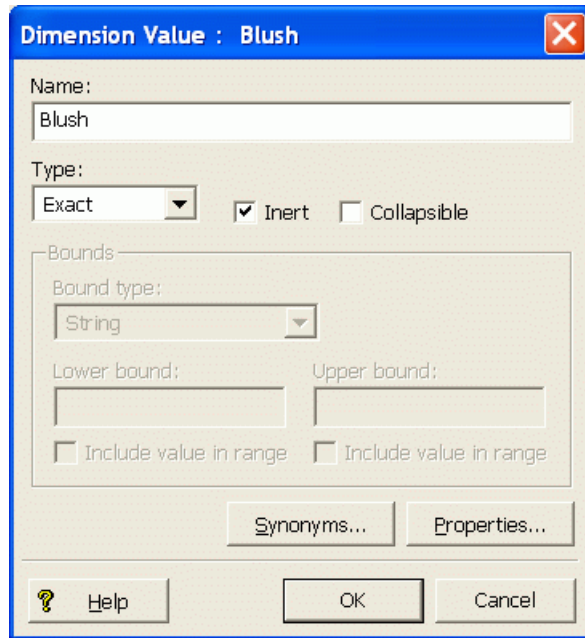 Dimension Value : Blush
Name:
Blush
Type:
Exact Inert Collapsible
Bounds
Bound type:
String
Lower bound: Upper bound:
Include value in range Include value in range
Synonyms... Properties...
? Help OK Cancel